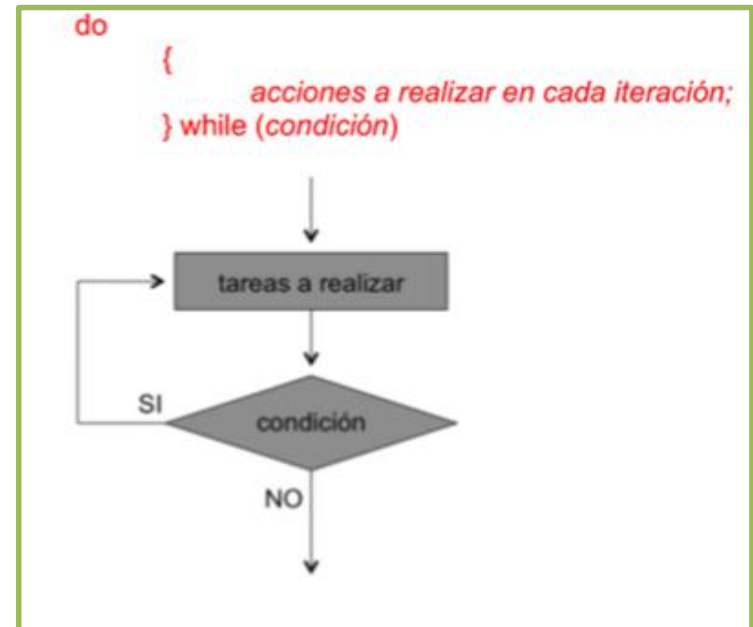 do
{
acciones a realizar en cada iteración;
} while (condición)
tareas a realizar
SI
condición
NO